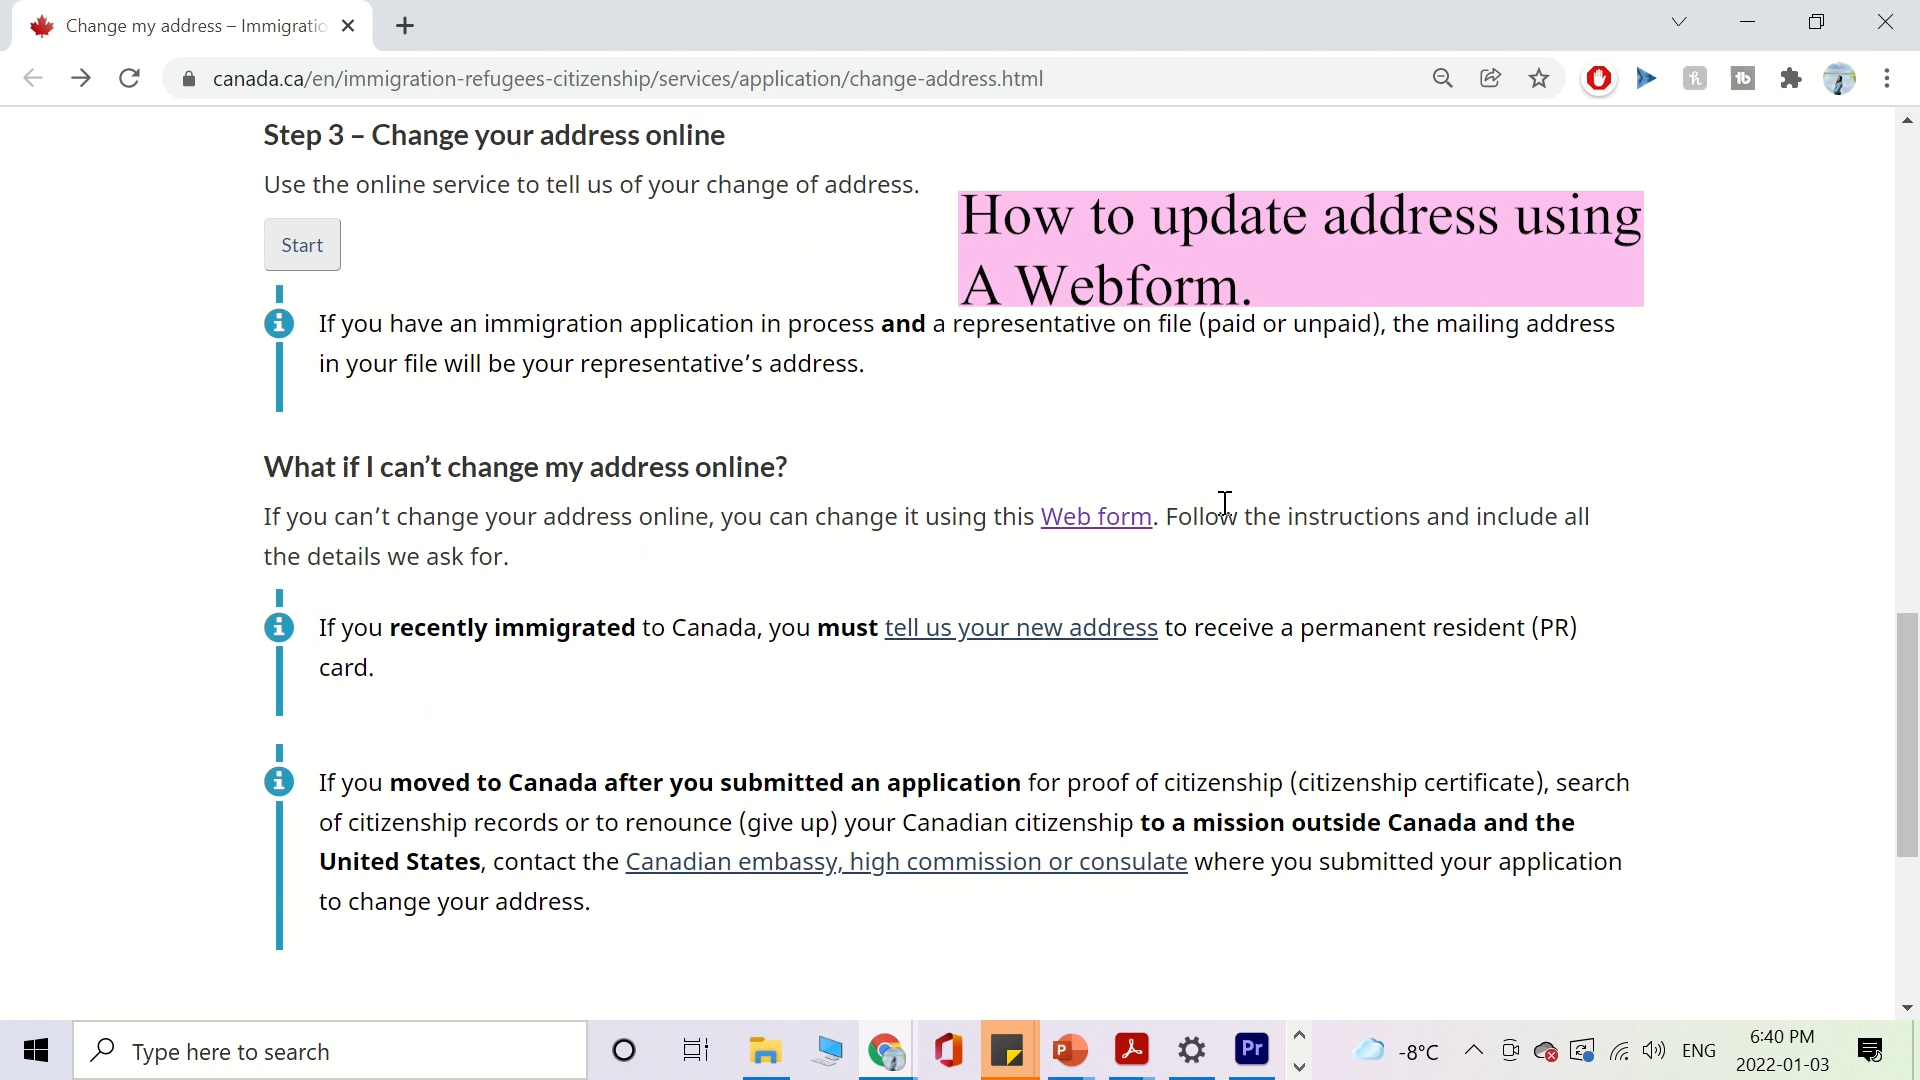 Change my address – Immigratio
canada.ca/en/immigration-refugees-citizenship/services/application/change-address.html
Step 3 – Change your address online
Use the online service to tell us of your change of address.
How to update address using
A Webform.
Start
If you have an immigration application in process and a representative on file (paid or unpaid), the mailing address
in your file will be your representative's address.
What if I can't change my address online?
If you can't change your address online, you can change it using this Web form. Follow the instructions and include all
the details we ask for.
If you recently immigrated to Canada, you must tell us your new address to receive a permanent resident (PR)
card.
If you moved to Canada after you submitted an application for proof of citizenship (citizenship certificate), search
of citizenship records or to renounce (give up) your Canadian citizenship to a mission outside Canada and the
United States, contact the Canadian embassy, high commission or consulate where you submitted your application
to change your address.
Type here to search
Pr
-8°C
ENG
6:40 PM
2022-01-03